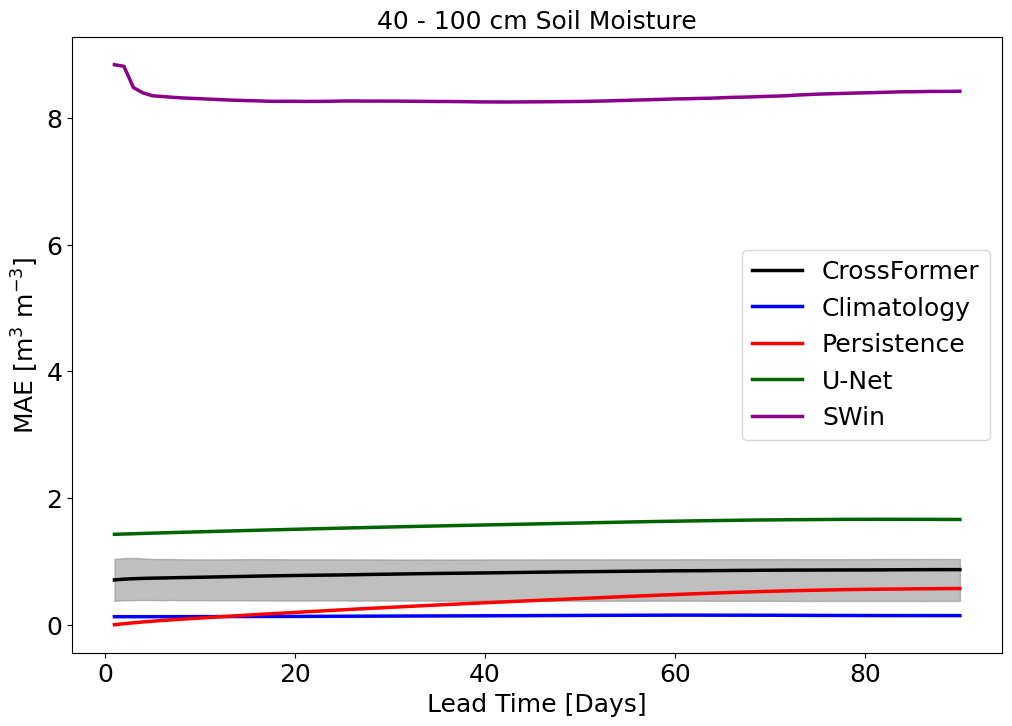 40 - 100 cm Soil Moisture
MAE [m³ m⁻³]
8
6
4
2
0
CrossFormer
Climatology
Persistence
U-Net
SWin
0 20 40 60 80
Lead Time [Days]